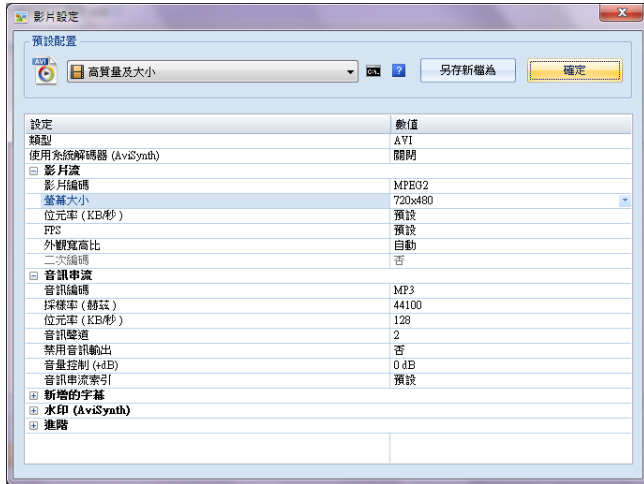 影片設定
預設配置
AVI
高質量及大小
C:\.
?
另存新檔為
確定
設定 數值
類型 AVI
使用系統解碼器 (AviSynth) 關閉
影片流
影片編碼 MPEG2
螢幕大小 720x480
位元率 (KB/秒) 預設
FPS 預設
外觀寬高比 自動
二次編碼 否
音訊串流
音訊編碼 MP3
採樣率 (赫茲) 44100
位元率 (KB/秒) 128
音訊聲道 2
禁用音訊輸出 否
音量控制 (+dB) 0 dB
音訊串流索引 預設
新增的字幕
水印 (AviSynth)
進階